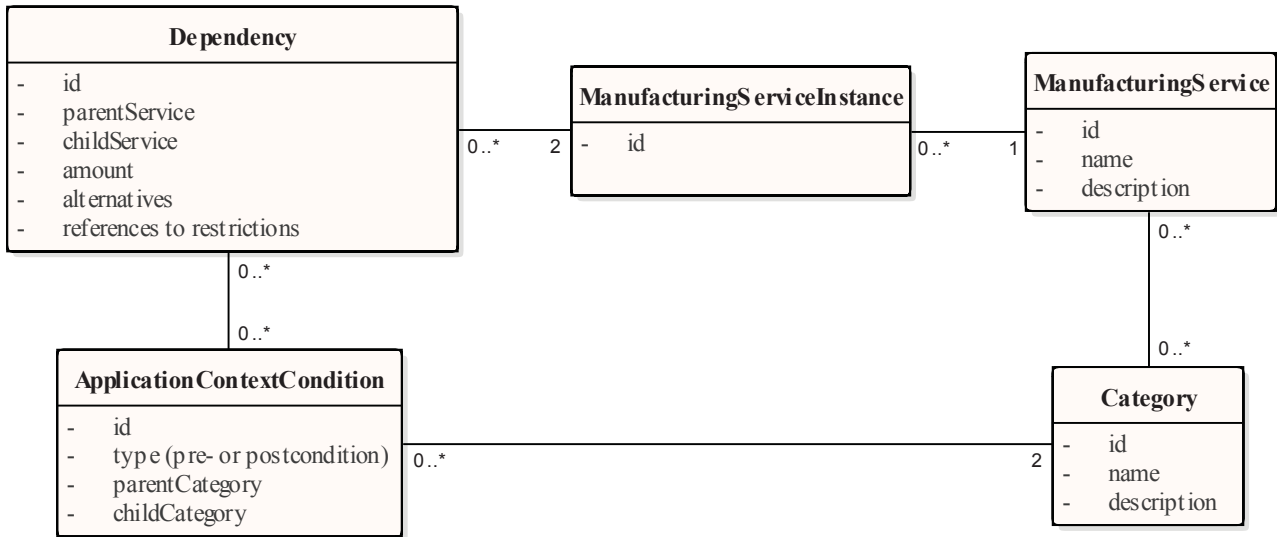 Dependency
- id
- parentService
- childService
- amount
- alternatives
- references to restrictions
0..*
2
ManufacturingServiceInstance
- id
0..*
1
ManufacturingService
- id
- name
- description
0..*
0..*
0..*
0..*
ApplicationContextCondition
- id
- type (pre- or postcondition)
- parentCategory
- childCategory
0..*
2
Category
- id
- name
- description